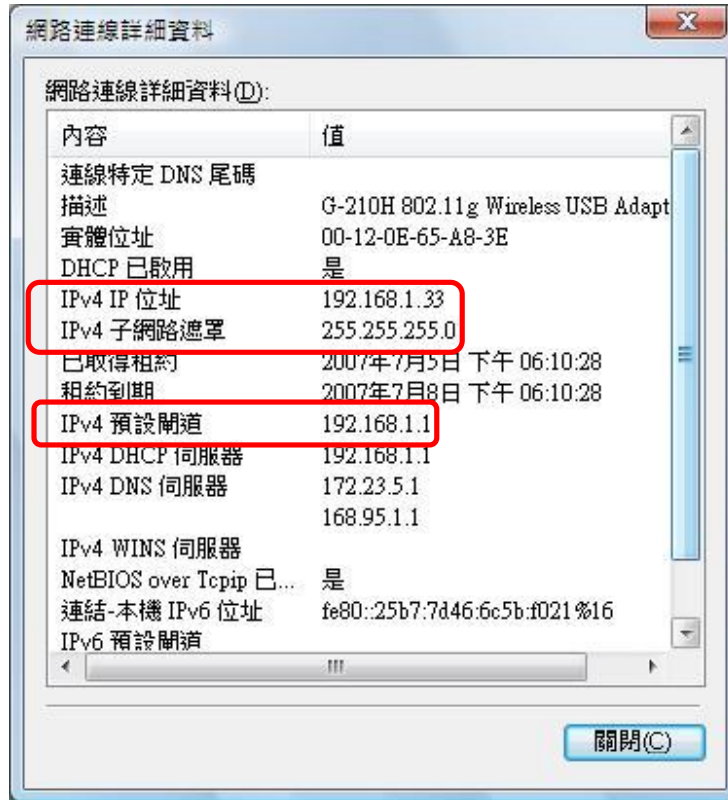 網路連線詳細資料
網路連線詳細資料(D):
內容 值
連線特定 DNS 尾碼
描述 G-210H 802.11g Wireless USB Adapt
實體位址 00-12-0E-65-A8-3E
DHCP 已啟用 是
IPv4 IP 位址 192.168.1.33
IPv4 子網路遮罩 255.255.255.0
已取得租約 2007年7月5日 下午 06:10:28
租約到期 2007年7月8日 下午 06:10:28
IPv4 預設閘道 192.168.1.1
IPv4 DHCP 伺服器 192.168.1.1
IPv4 DNS 伺服器 172.23.5.1
168.95.1.1
IPv4 WINS 伺服器
NetBIOS over Tcpip 已... 是
連結-本機 IPv6 位址 fe80::25b7:7d46:6c5b:f021%16
IPv6 預設閘道
關閉(C)